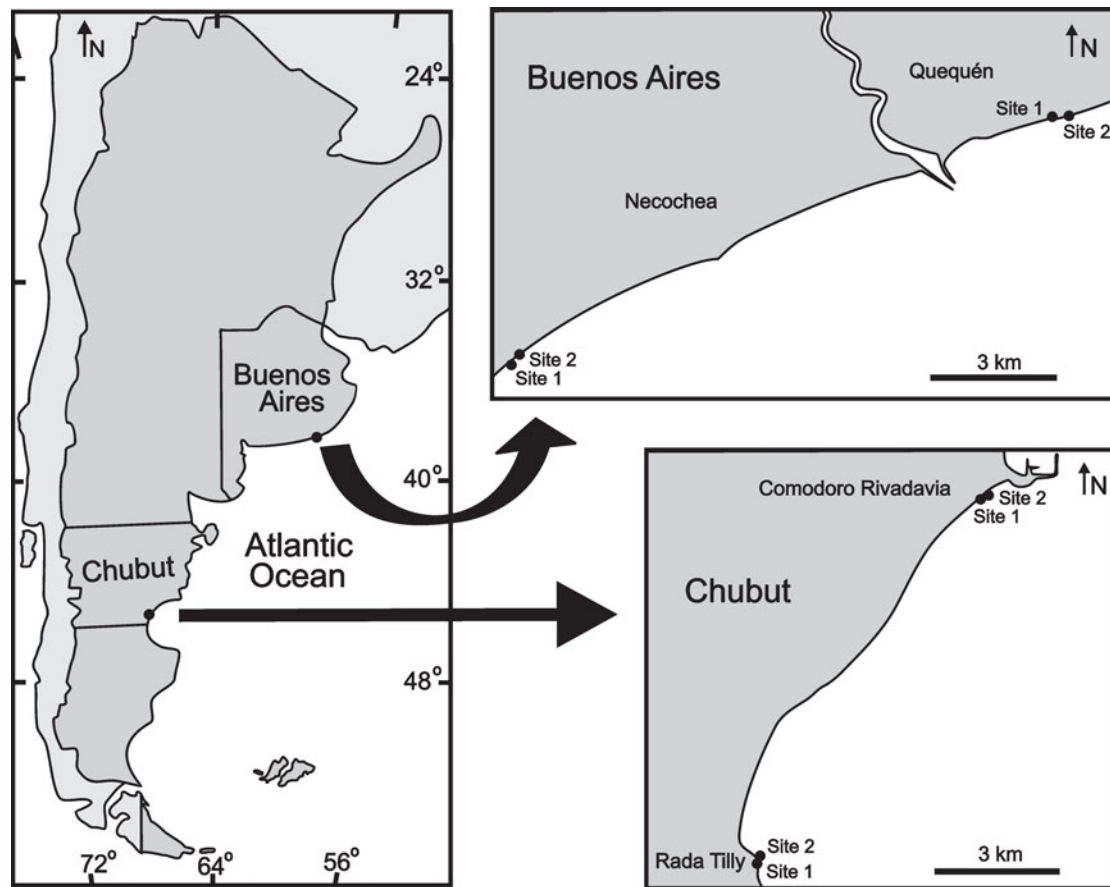 N
24°
32°
Buenos
Aires
40°
Chubut
Atlantic
Ocean
48°
72°
64°
56°
N
Buenos Aires
Quequén
Site 1
Site 2
Necochea
Site 2
Site 1
3 km
N
Comodoro Rivadavia
Site 2
Site 1
Chubut
Rada Tilly
Site 2
Site 1
3 km